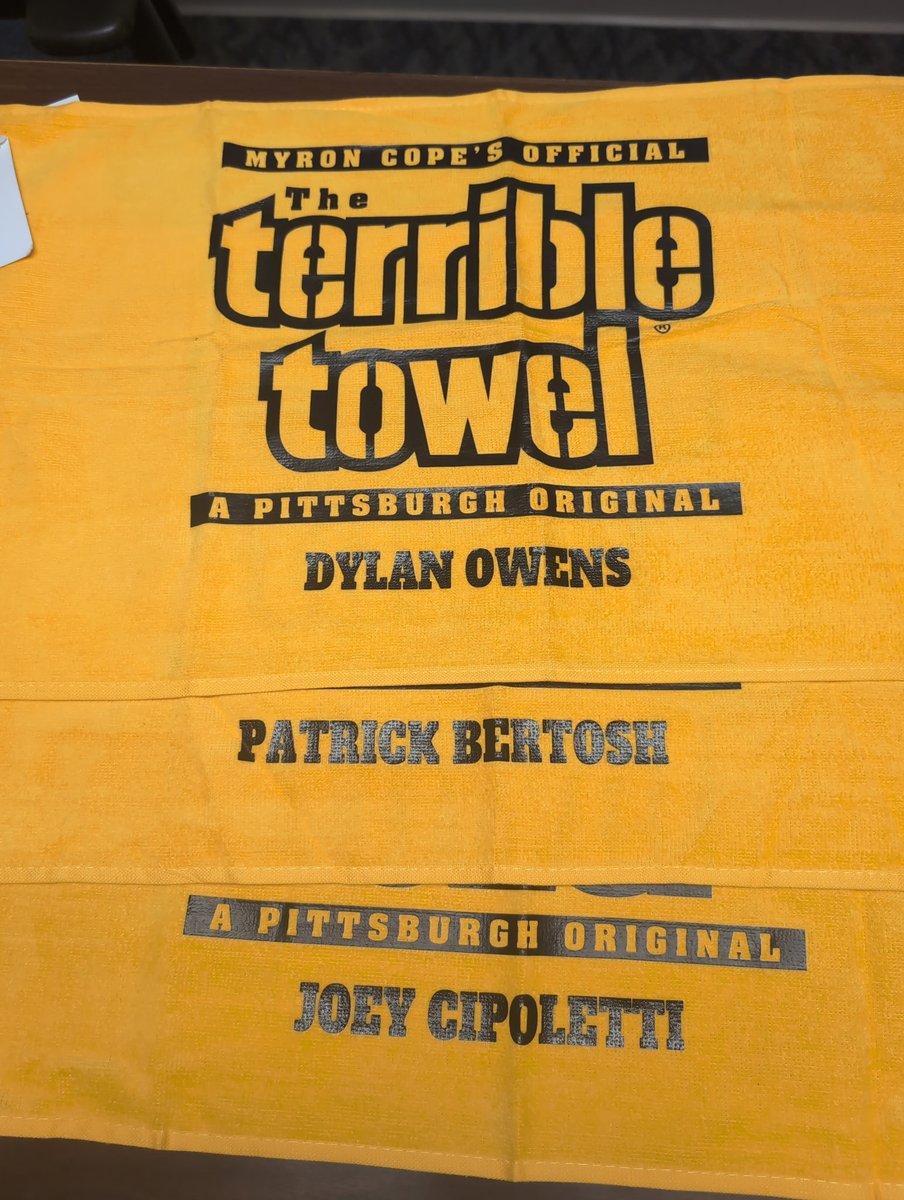 MYRON COPE'S OFFICIAL
The
terrible
towel
®
A PITTSBURGH ORIGINAL
DYLAN OWENS
PATRICK BERTOSH
A PITTSBURGH ORIGINAL
JOEY CIPOLETTI